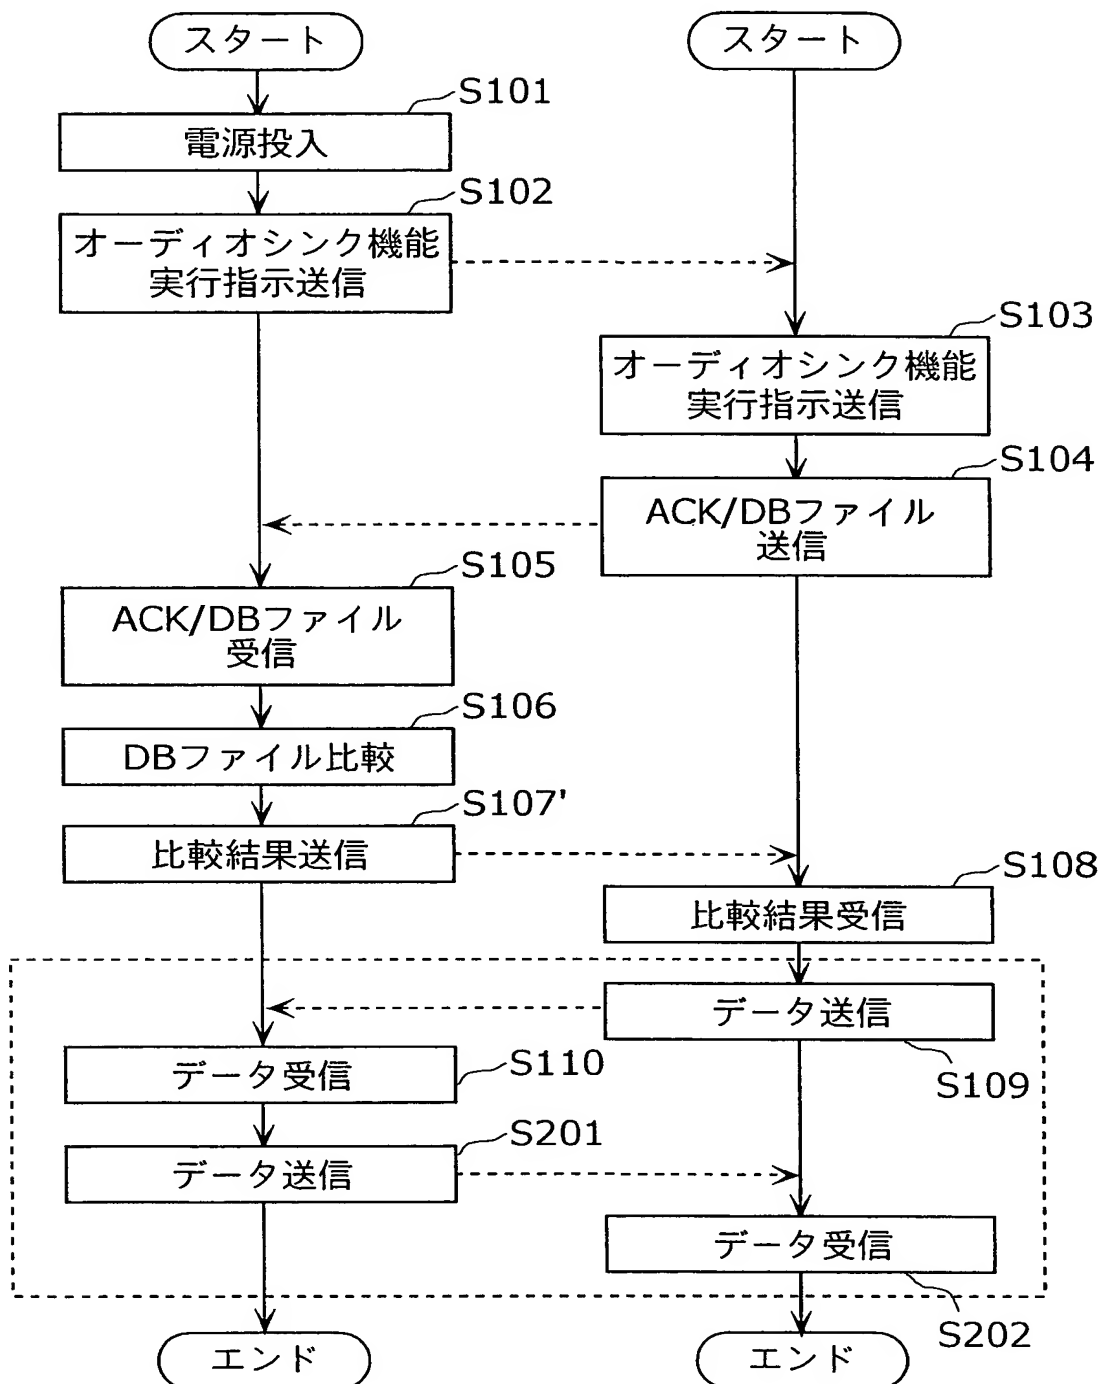 スタート
スタート
S101
電源投入
S102
オーディオシンク機能
実行指示送信
S103
オーディオシンク機能
実行指示送信
S104
ACK/DBファイル
送信
S105
ACK/DBファイル
受信
S106
DBファイル比較
S107'
比較結果送信
S108
比較結果受信
データ送信
S109
データ受信
S110
S201
データ送信
データ受信
S202
エンド
エンド